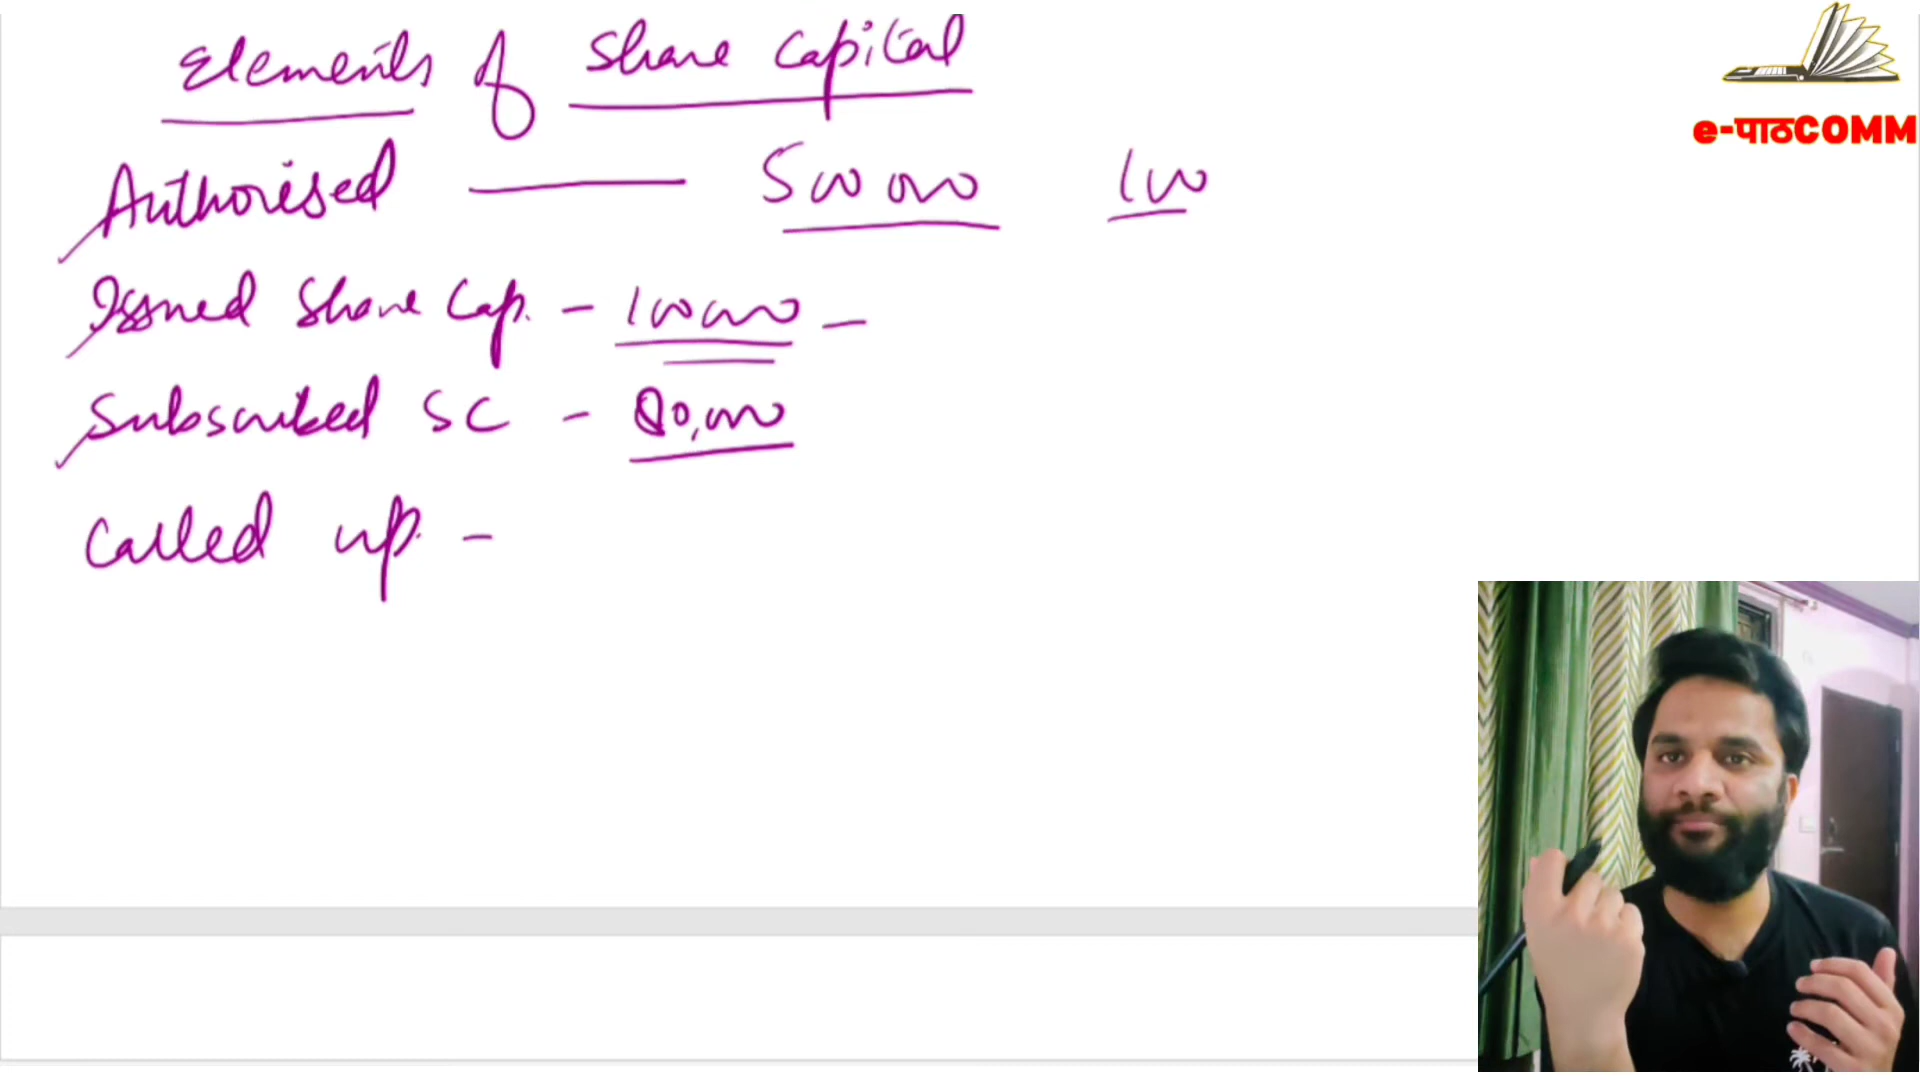 Elements of Share Capital
Authorised — 500000 100
Issued Share Cap. - 100000 -
Subscribed SC - 80,000
Called up. -
e-पाठCOMM